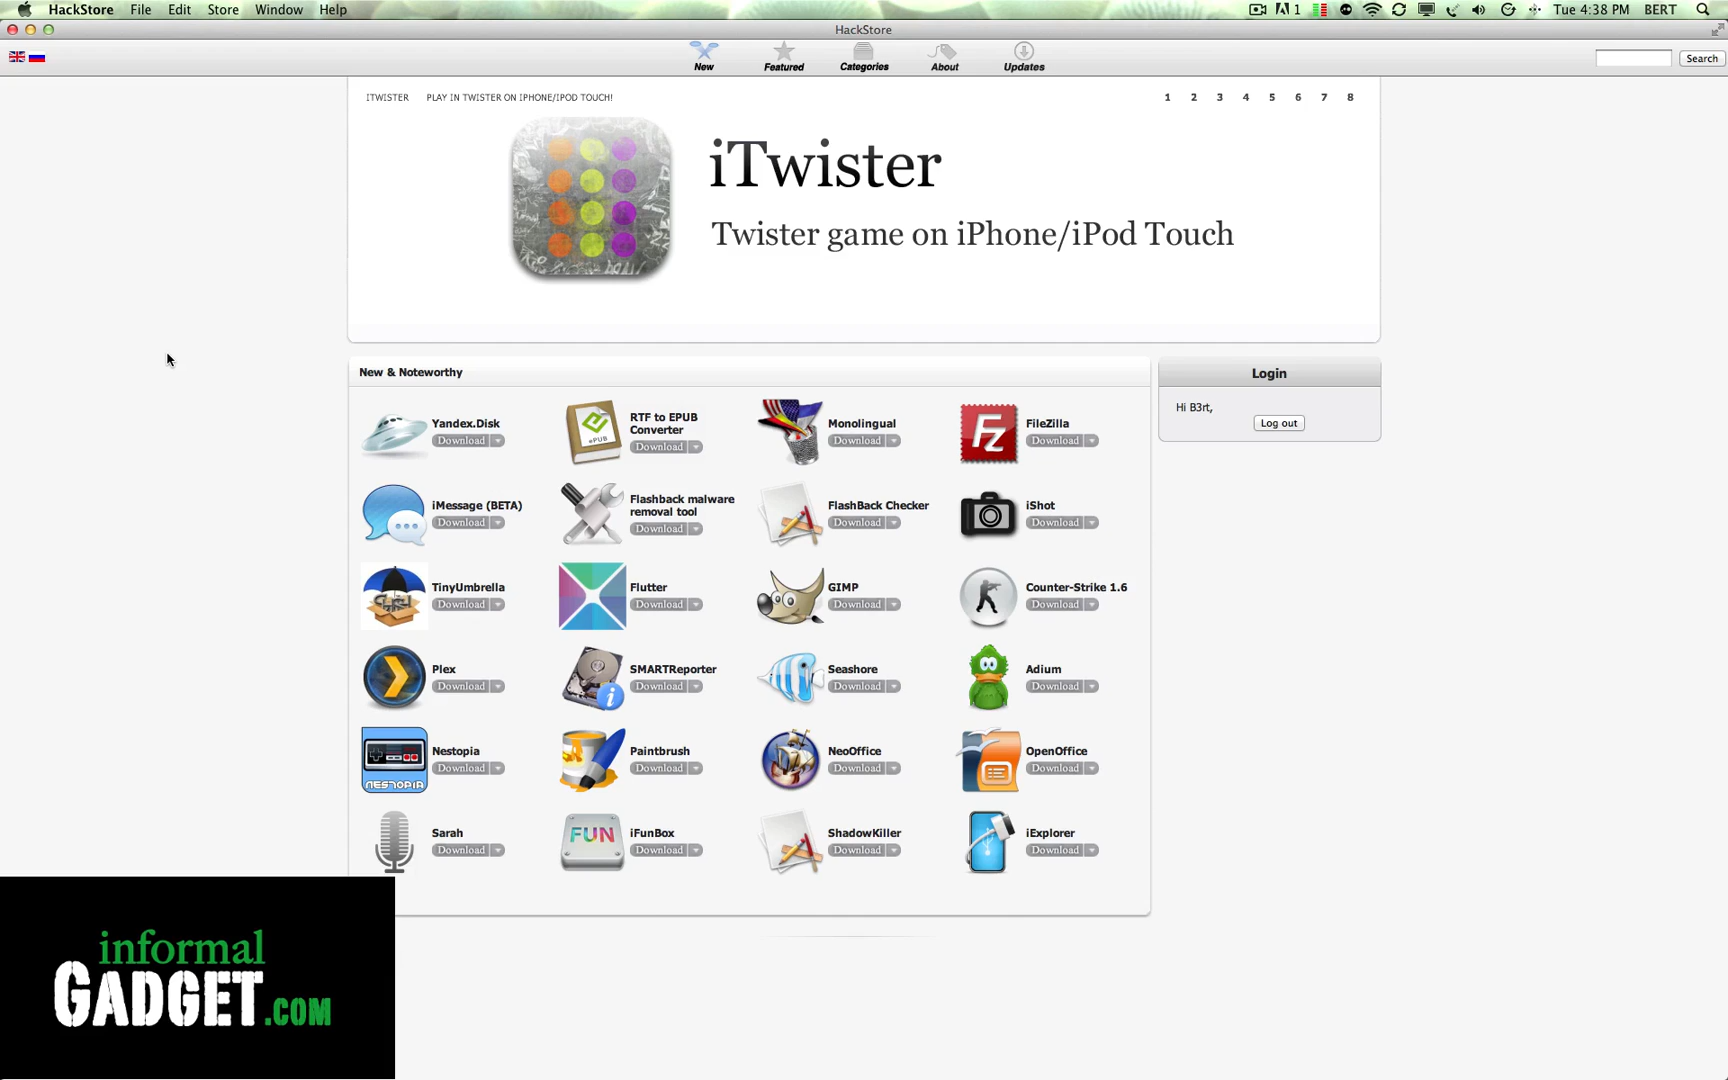 HackStore File Edit Store Window Help
1 Tue 4:38 PM BERT
HackStore
New Featured Categories About Updates
Search
ITWISTER PLAY IN TWISTER ON IPHONE/IPOD TOUCH!
1 2 3 4 5 6 7 8
iTwister
Twister game on iPhone/iPod Touch
New & Noteworthy
Login
Hi B3rt,
Log out
Yandex.Disk
Download
RTF to EPUB
Converter
Download
ePUB
Monolingual
Download
FileZilla
Download
Fz
iMessage (BETA)
Download
Flashback malware
removal tool
Download
FlashBack Checker
Download
iShot
Download
TinyUmbrella
Download
Flutter
Download
GIMP
Download
Counter-Strike 1.6
Download
Plex
Download
SMARTReporter
Download
Seashore
Download
Adium
Download
Nestopia
Download
NESTOPIA
Paintbrush
Download
NeoOffice
Download
OpenOffice
Download
Sarah
Download
iFunBox
Download
FUN
ShadowKiller
Download
iExplorer
Download
informal
GADGET.COM